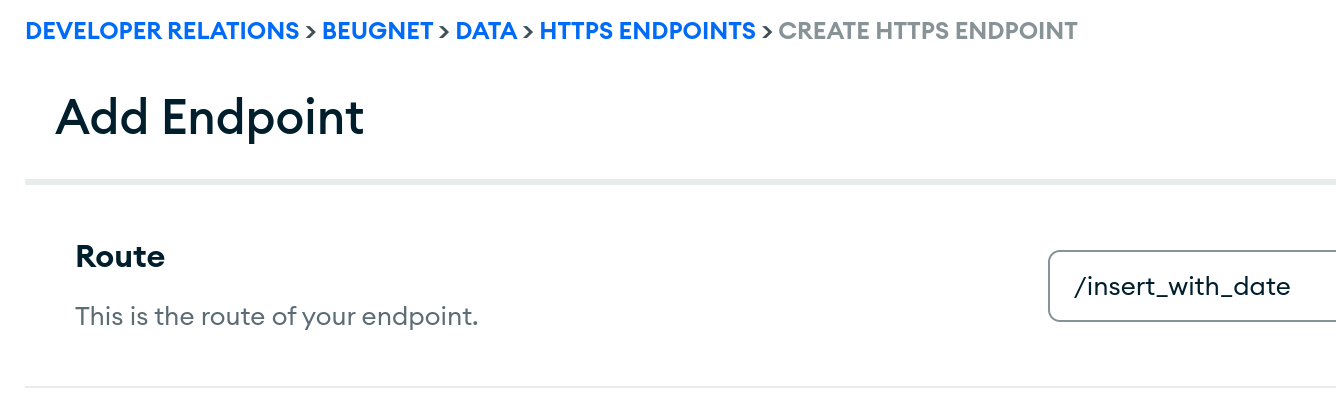 DEVELOPER RELATIONS > BEUGNET > DATA > HTTPS ENDPOINTS > CREATE HTTPS ENDPOINT
Add Endpoint
Route
/insert_with_date
This is the route of your endpoint.